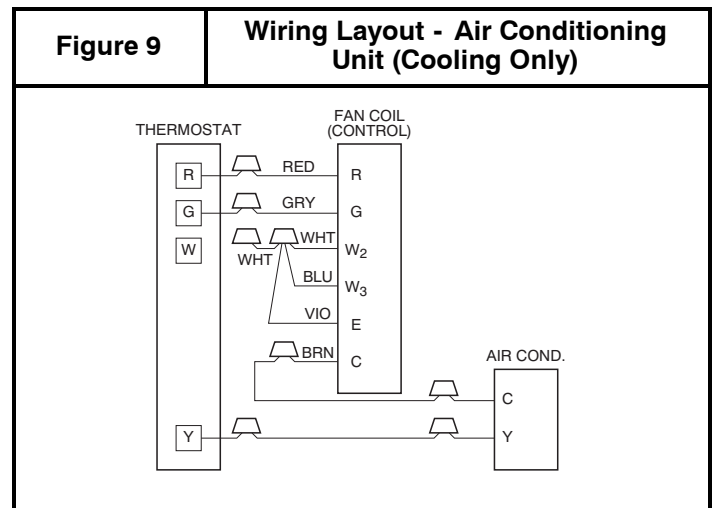 Figure 9
Wiring Layout - Air Conditioning
Unit (Cooling Only)
THERMOSTAT
FAN COIL
(CONTROL)
R
RED
R
G
GRY
G
W
WHT
WHT
W2
BLU
W3
VIO
E
BRN
C
AIR COND.
C
Y
Y